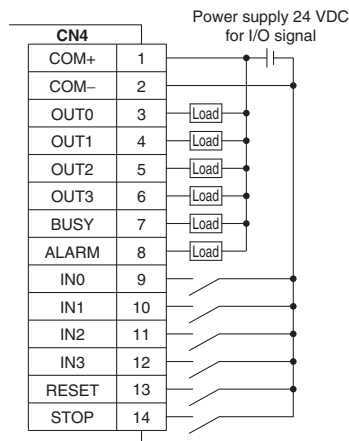 Power supply 24 VDC
for I/O signal
CN4
COM+ 1
COM− 2
OUT0 3 Load
OUT1 4 Load
OUT2 5 Load
OUT3 6 Load
BUSY 7 Load
ALARM 8 Load
IN0 9
IN1 10
IN2 11
IN3 12
RESET 13
STOP 14